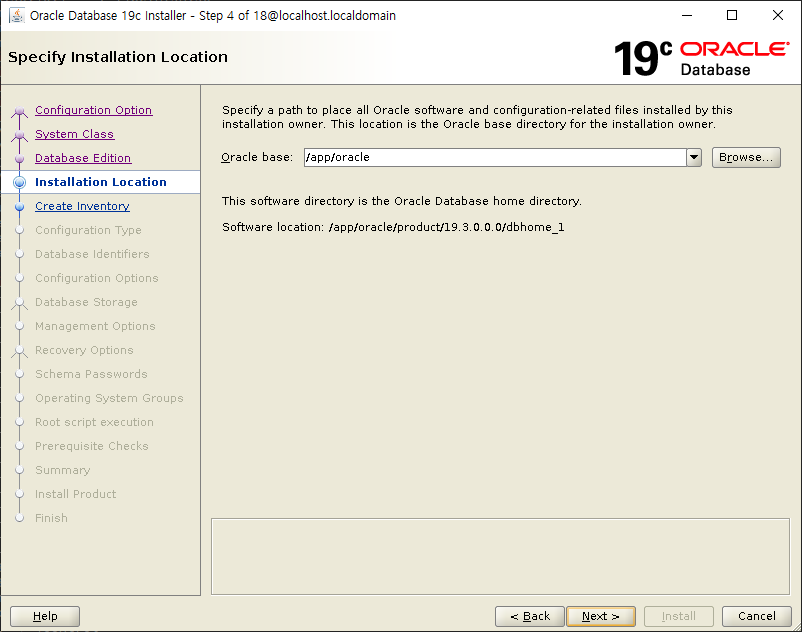 Oracle Database 19c Installer - Step 4 of 18@localhost.localdomain
Specify Installation Location
19c ORACLE
Database
Configuration Option
System Class
Database Edition
Installation Location
Create Inventory
Configuration Type
Database Identifiers
Configuration Options
Database Storage
Management Options
Recovery Options
Schema Passwords
Operating System Groups
Root script execution
Prerequisite Checks
Summary
Install Product
Finish
Specify a path to place all Oracle software and configuration-related files installed by this
installation owner. This location is the Oracle base directory for the installation owner.
Oracle base: /app/oracle Browse...
This software directory is the Oracle Database home directory.
Software location: /app/oracle/product/19.3.0.0.0/dbhome_1
Help < Back Next > Install Cancel